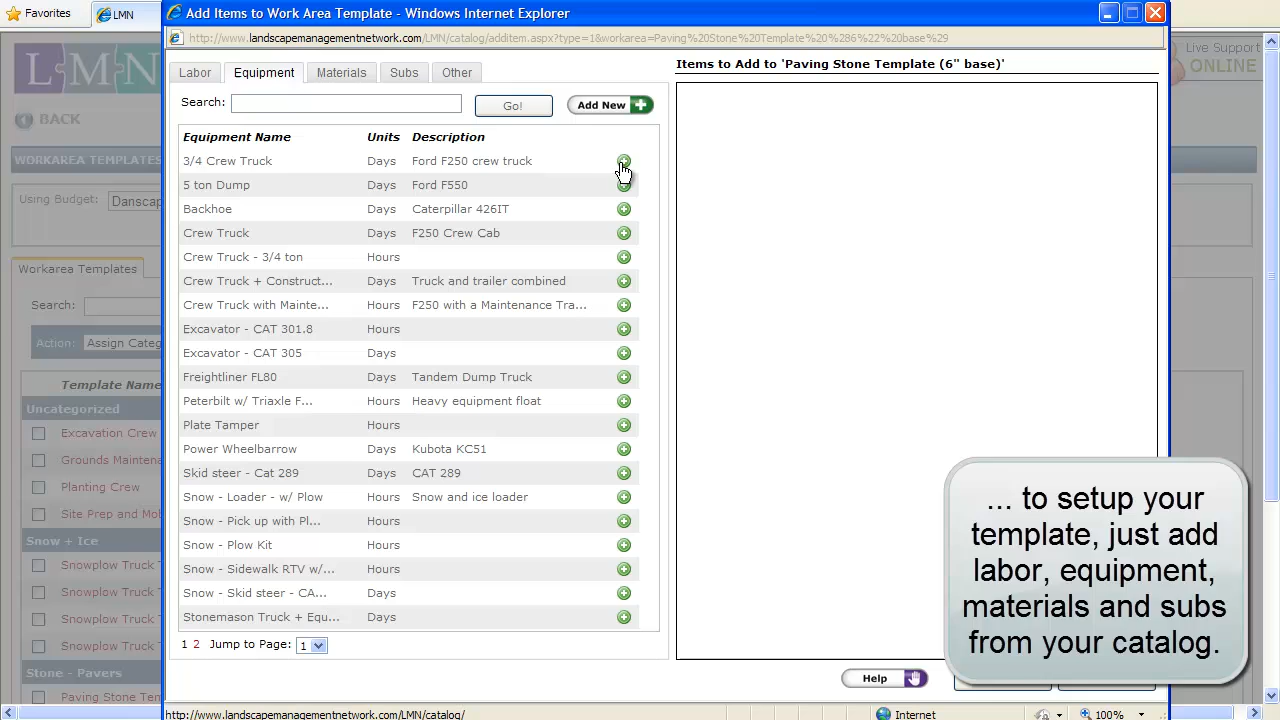 Favorites
LMN
Add Items to Work Area Template - Windows Internet Explorer
http://www.landscapemanagementnetwork.com/LMN/catalog/additem.aspx?type=1&workarea=Paving%20Stone%20Template%20%286%22%20base%29
LMN
Live Support
ONLINE
BACK
WORKAREA TEMPLATES
Using Budget: Danscap
Workarea Templates
Search:
Action: Assign Categ
Template Name
Uncategorized
Excavation Crew
Grounds Maintena
Planting Crew
Site Prep and Mob
Snow + Ice
Snowplow Truck T
Snowplow Truck T
Snowplow Truck T
Snowplow Truck T
Stone - Pavers
Paving Stone Tem
Labor Equipment Materials Subs Other
Search: Go! Add New
Equipment Name Units Description
3/4 Crew Truck Days Ford F250 crew truck
5 ton Dump Days Ford F550
Backhoe Days Caterpillar 426IT
Crew Truck Days F250 Crew Cab
Crew Truck - 3/4 ton Hours
Crew Truck + Construct... Days Truck and trailer combined
Crew Truck with Mainte... Hours F250 with a Maintenance Tra...
Excavator - CAT 301.8 Hours
Excavator - CAT 305 Days
Freightliner FL80 Days Tandem Dump Truck
Peterbilt w/ Triaxle F... Hours Heavy equipment float
Plate Tamper Hours
Power Wheelbarrow Days Kubota KC51
Skid steer - Cat 289 Days CAT 289
Snow - Loader - w/ Plow Hours Snow and ice loader
Snow - Pick up with Pl... Hours
Snow - Plow Kit Hours
Snow - Sidewalk RTV w/... Hours
Snow - Skid steer - CA... Days
Stonemason Truck + Equ... Days
1 2 Jump to Page: 1
Items to Add to 'Paving Stone Template (6" base)'
... to setup your
template, just add
labor, equipment,
materials and subs
from your catalog.
Help
http://www.landscapemanagementnetwork.com/LMN/catalog/
Internet
100%